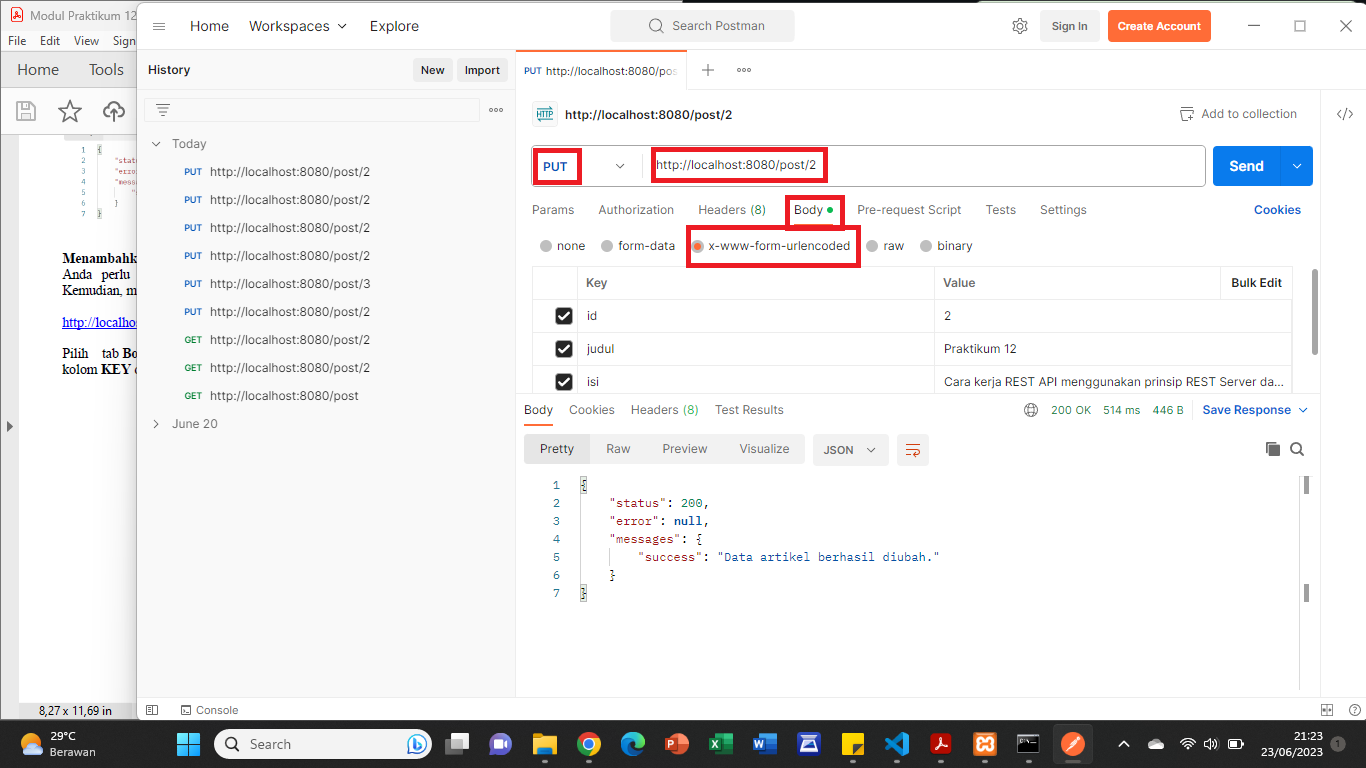 Modul Praktikum 12
File Edit View Sign
Home Tools
1 {
2 "status
3 "error
4 "messa
5 "
6 }
7 }
Menambahk
Anda perlu
Kemudian, m
http://localhos
Pilih tab Bo
kolom KEY
8,27 x 11,69 in
Home Workspaces Explore
Search Postman
Sign In Create Account
History New Import
Today
PUT http://localhost:8080/post/2
PUT http://localhost:8080/post/2
PUT http://localhost:8080/post/2
PUT http://localhost:8080/post/2
PUT http://localhost:8080/post/3
PUT http://localhost:8080/post/2
GET http://localhost:8080/post/2
GET http://localhost:8080/post/2
GET http://localhost:8080/post
June 20
PUT http://localhost:8080/pos
HTTP http://localhost:8080/post/2 Add to collection </>
PUT http://localhost:8080/post/2 Send
Params Authorization Headers (8) Body Pre-request Script Tests Settings Cookies
none form-data x-www-form-urlencoded raw binary
Key Value Bulk Edit
id 2
judul Praktikum 12
isi Cara kerja REST API menggunakan prinsip REST Server da...
Body Cookies Headers (8) Test Results 200 OK 514 ms 446 B Save Response
Pretty Raw Preview Visualize JSON
1 {
2 "status": 200,
3 "error": null,
4 "messages": {
5 "success": "Data artikel berhasil diubah."
6 }
7 }
Console
29°C
Berawan
Search
21:23
23/06/2023
1